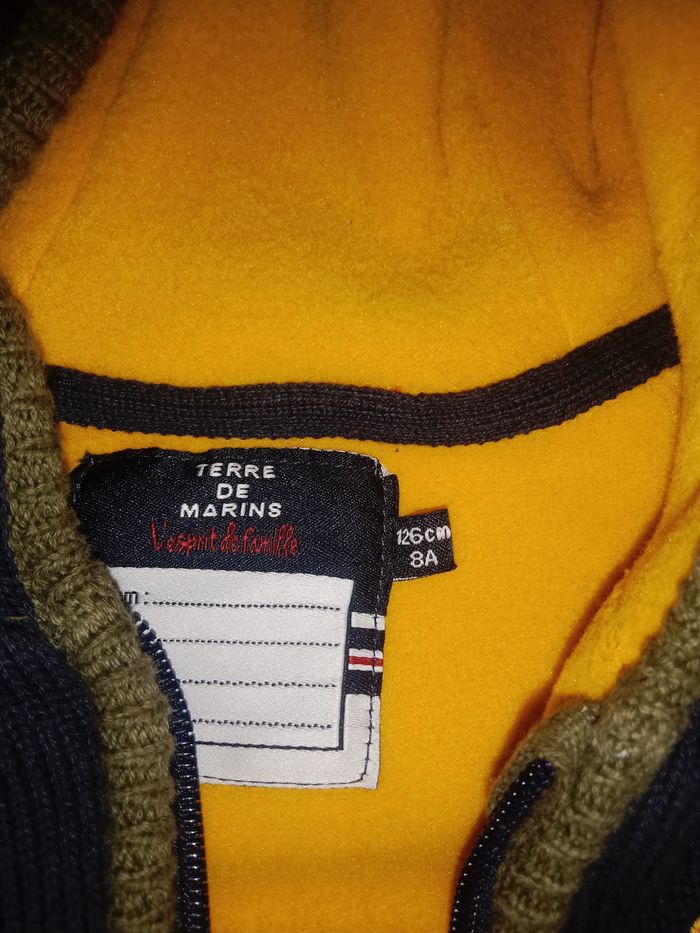 TERRE
DE
MARINS
L'esprit de famille
126cm
8A
m: